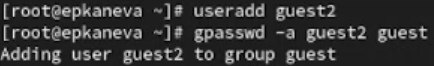 [root@epkaneva ~]# useradd guest2
[root@epkaneva ~]# gpasswd -a guest2 guest
Adding user guest2 to group guest